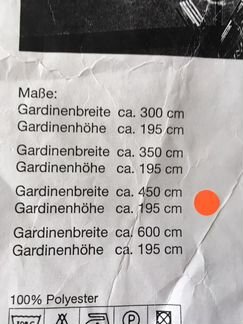 Maße:
Gardinenbreite ca. 300 cm
Gardinenhöhe ca. 195 cm
Gardinenbreite ca. 350 cm
Gardinenhöhe ca. 195 cm
Gardinenbreite ca. 450 cm
Gardinenhöhe ca. 195 cm
Gardinenbreite ca. 600 cm
Gardinenhöhe ca. 195 cm
100% Polyester
P